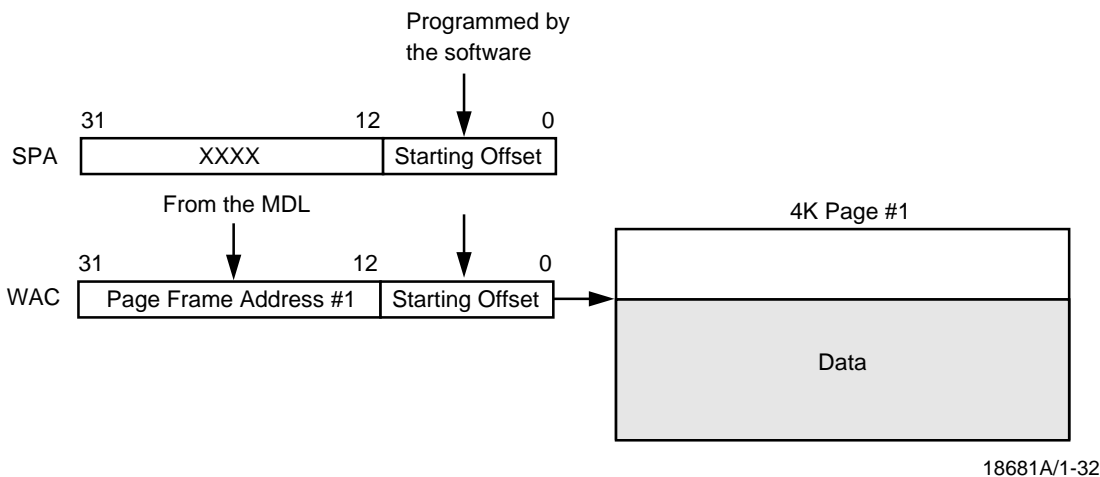 Programmed by
the software
31 12 0
SPA XXXX Starting Offset
From the MDL
4K Page #1
31 12 0
WAC Page Frame Address #1 Starting Offset
Data
18681A/1-32